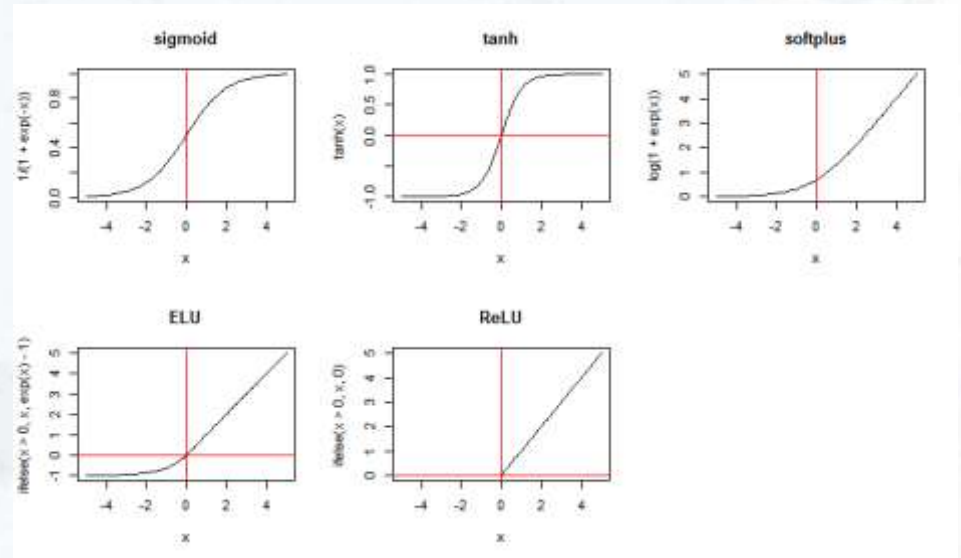 sigmoid
1/(1 + exp(-x))
0.0 0.4 0.8
-4 -2 0 2 4
x
tanh
tanh(x)
-1.0 0.0 0.5 1.0
-4 -2 0 2 4
x
softplus
log(1 + exp(x))
0 1 2 3 4 5
-4 -2 0 2 4
x
ELU
ifelse(x > 0, x, exp(x) - 1)
-1 0 1 2 3 4 5
-4 -2 0 2 4
x
ReLU
ifelse(x > 0, x, 0)
0 1 2 3 4 5
-4 -2 0 2 4
x